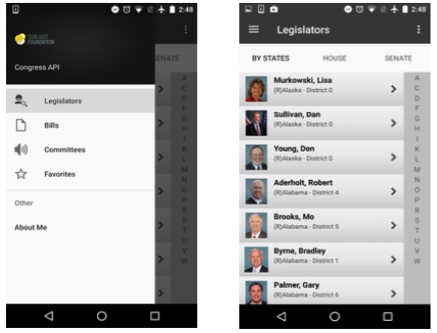 2:48
SUNLIGHT
FOUNDATION
Congress API
Legislators
Bills
Committees
Favorites
Other
About Me
SENATE
A
C
D
F
G
H
I
K
L
M
N
O
P
R
S
T
U
V
W
2:48
Legislators
BY STATES HOUSE SENATE
Murkowski, Lisa
(R)Alaska - District 0
Sullivan, Dan
(R)Alaska - District 0
Young, Don
(R)Alaska - District 0
Aderholt, Robert
(R)Alabama - District 4
Brooks, Mo
(R)Alabama - District 5
Byrne, Bradley
(R)Alabama - District 1
Palmer, Gary
(R)Alabama - District 6
A
C
D
F
G
H
I
K
L
M
N
O
P
R
S
T
U
V
W